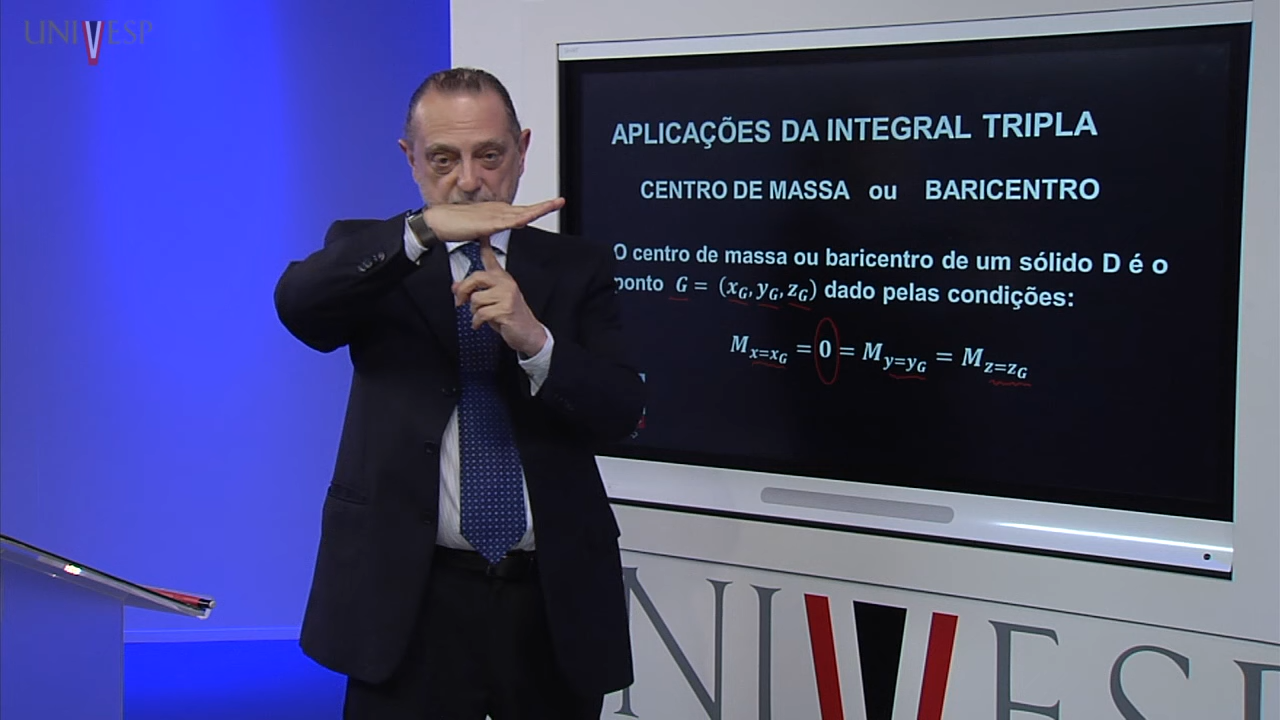 UNIVESP
APLICAÇÕES DA INTEGRAL TRIPLA
CENTRO DE MASSA ou BARICENTRO
O centro de massa ou baricentro de um sólido D é o
ponto G = (x_G, y_G, z_G) dado pelas condições:
M_{x=x_G} = 0 = M_{y=y_G} = M_{z=z_G}
UNIVESP